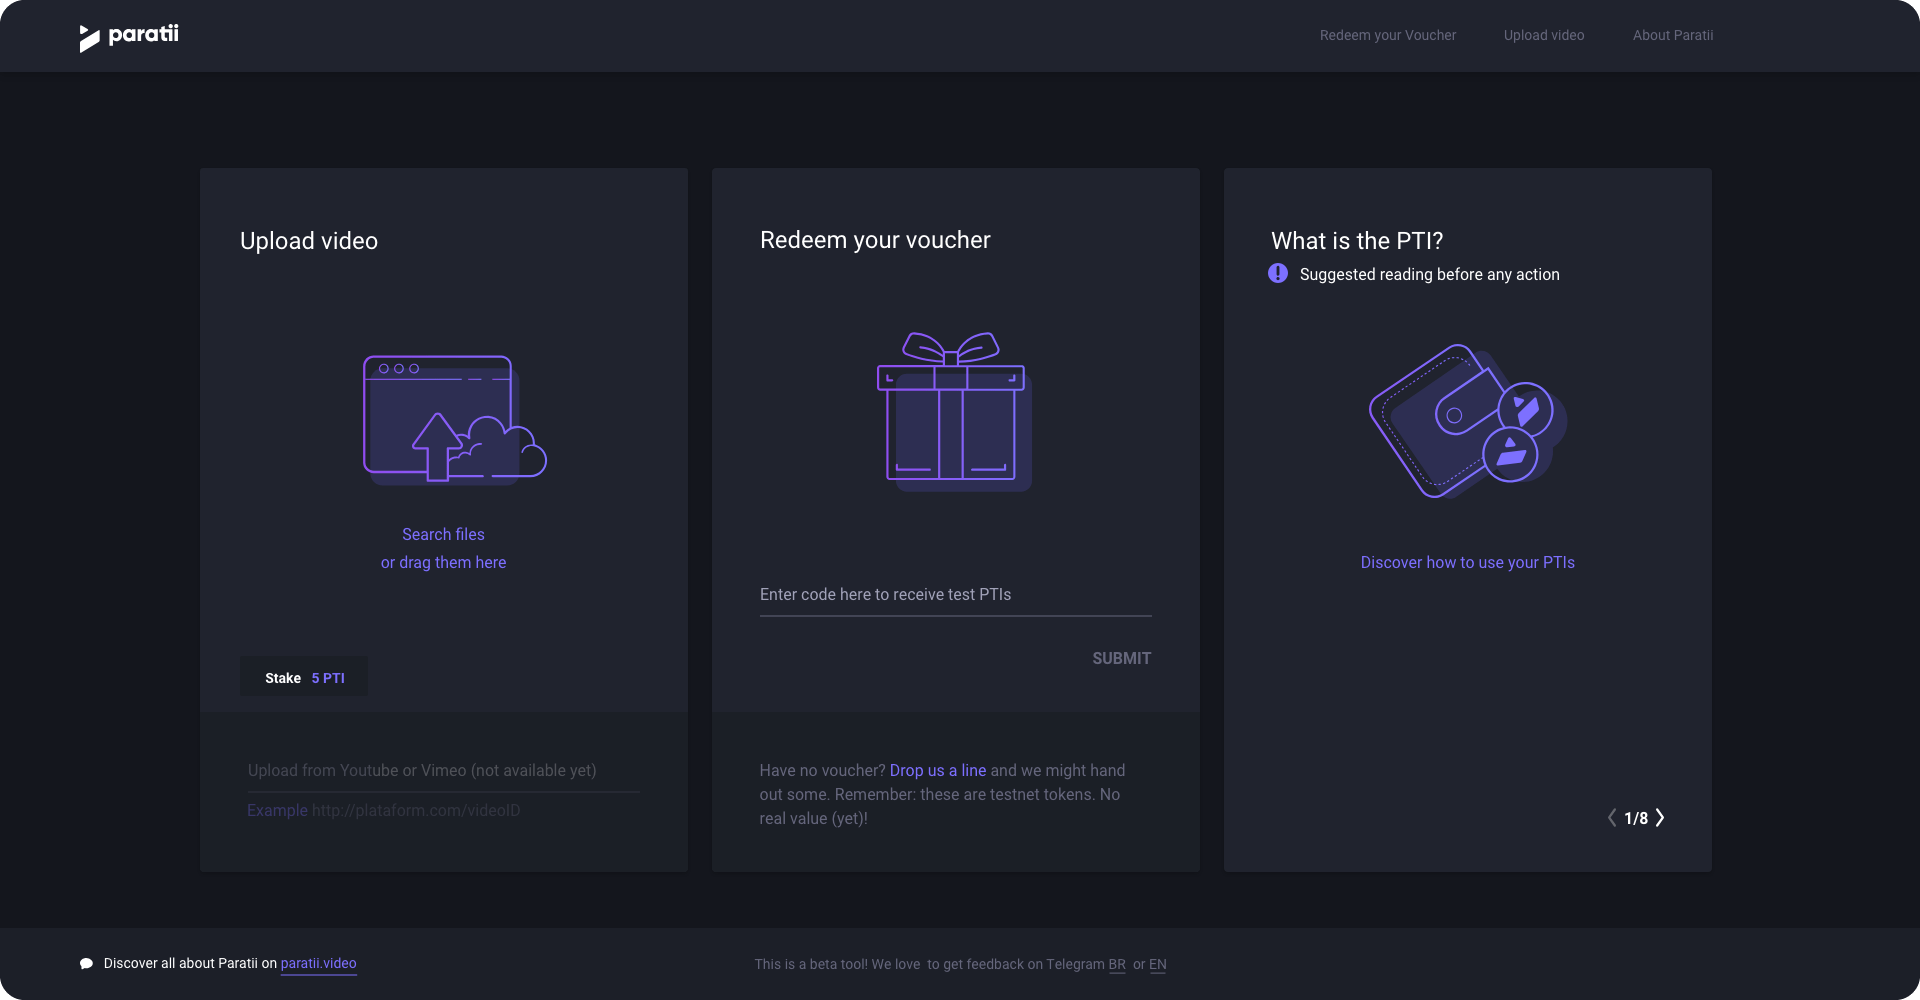 paratii
Redeem your Voucher
Upload video
About Paratii
Upload video
Search files
or drag them here
Stake 5 PTI
Upload from Youtube or Vimeo (not available yet)
Example http://plataform.com/videoID
Redeem your voucher
Enter code here to receive test PTIs
SUBMIT
Have no voucher? Drop us a line and we might hand
out some. Remember: these are testnet tokens. No
real value (yet)!
What is the PTI?
Suggested reading before any action
Discover how to use your PTIs
1/8
Discover all about Paratii on paratii.video
This is a beta tool! We love  to get feedback on Telegram BR  or EN